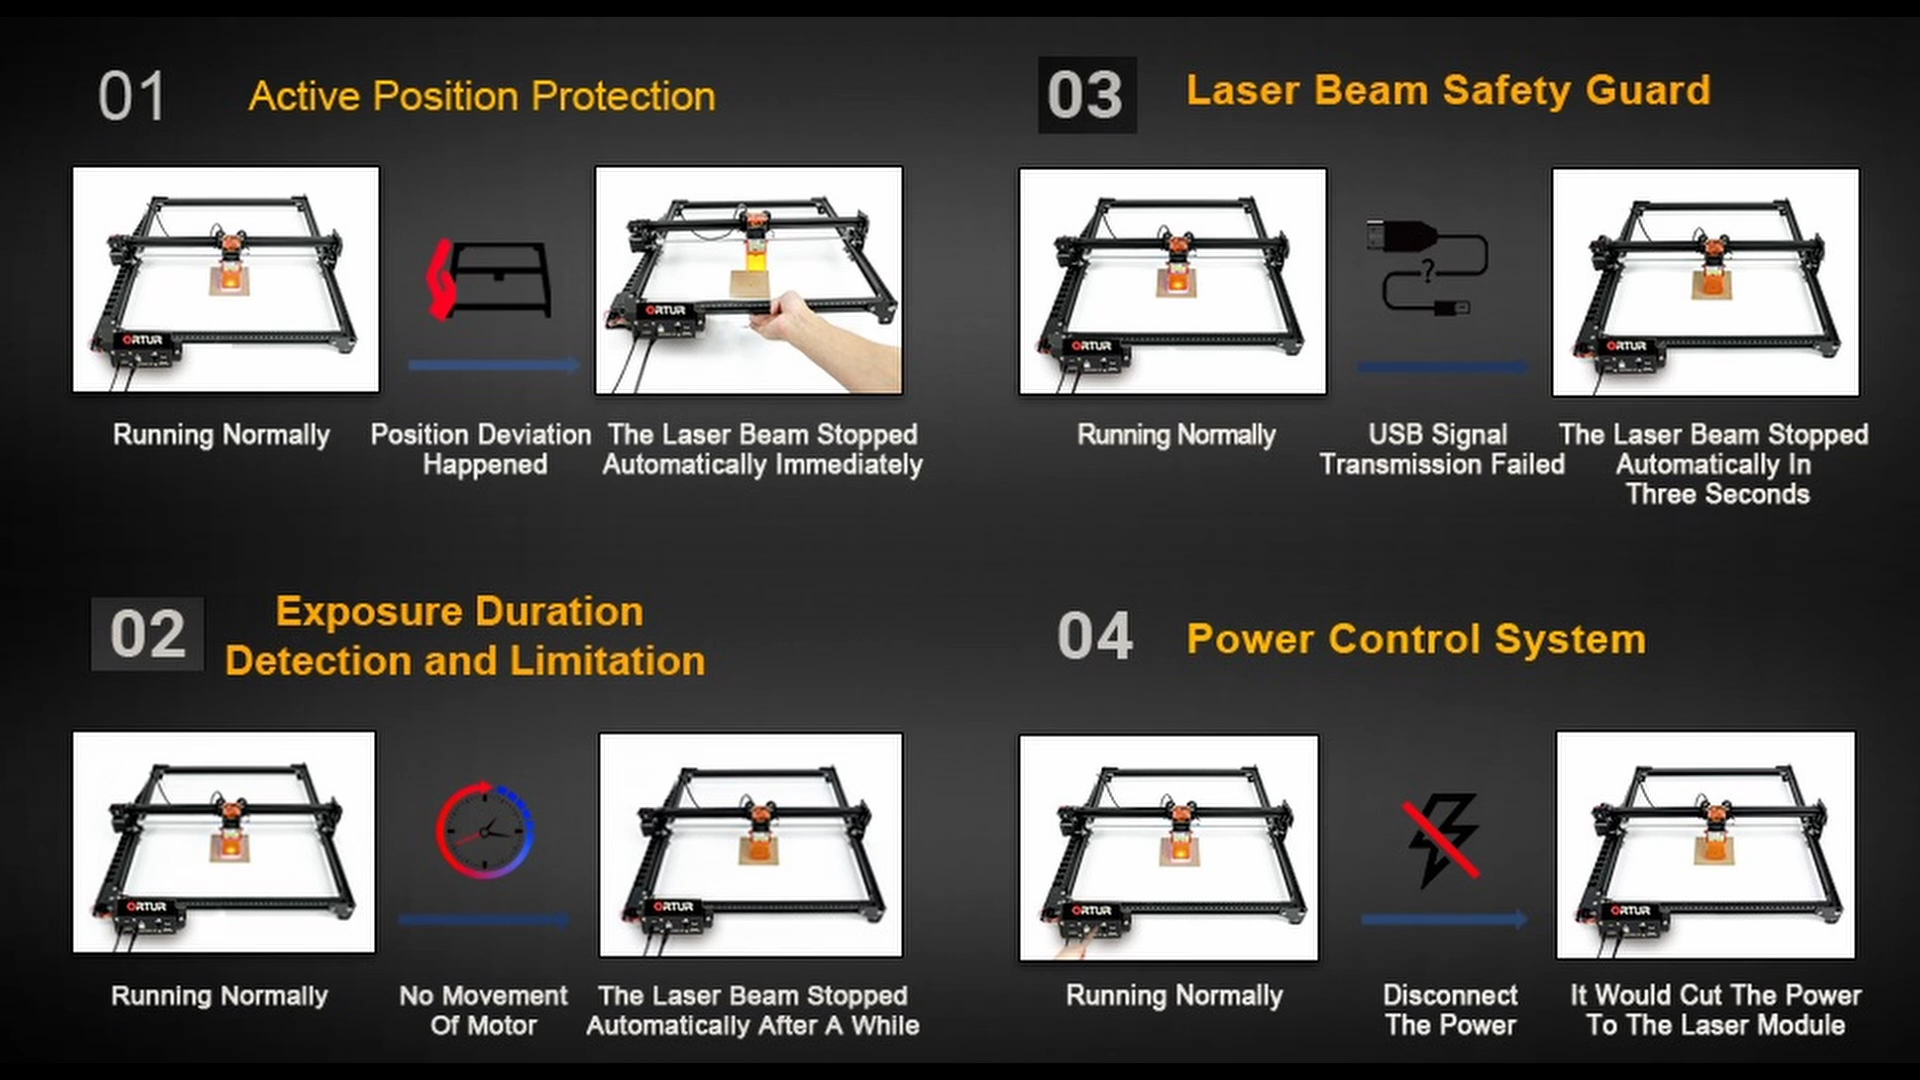 01
Active Position Protection
ORTUR
ORTUR
Running Normally
Position Deviation
Happened
The Laser Beam Stopped
Automatically Immediately
02
Exposure Duration
Detection and Limitation
ORTUR
ORTUR
Running Normally
No Movement
Of Motor
The Laser Beam Stopped
Automatically After A While
03
Laser Beam Safety Guard
?
ORTUR
ORTUR
Running Normally
USB Signal
Transmission Failed
The Laser Beam Stopped
Automatically In
Three Seconds
04
Power Control System
ORTUR
ORTUR
Running Normally
Disconnect
The Power
It Would Cut The Power
To The Laser Module